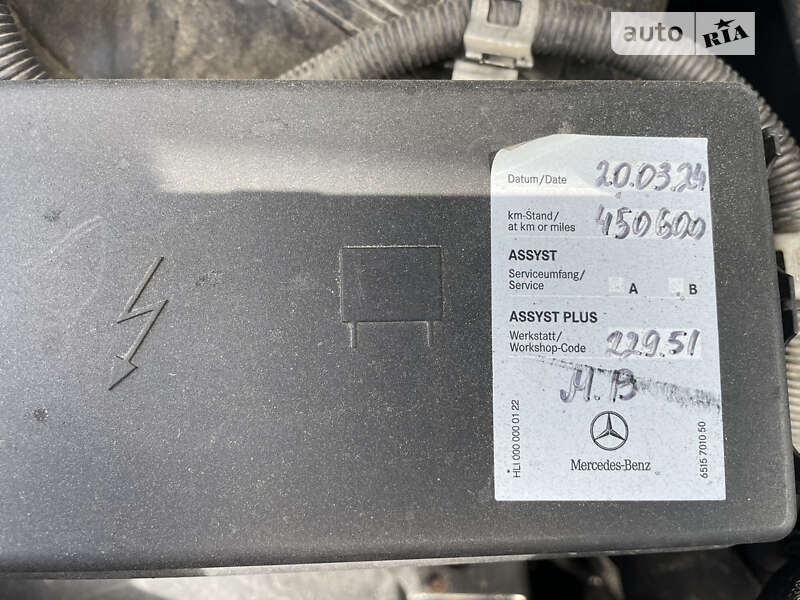 auto RIA
Datum/Date 20.03.24
km-Stand/
at km or miles 450600
ASSYST
Serviceumfang/
Service A B
ASSYST PLUS
Werkstatt/
Workshop-Code 229.51
M.B
Mercedes-Benz
HLI 000 000 01 22
6515 7010 50